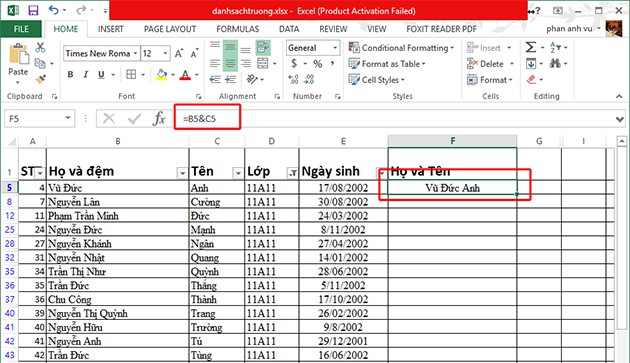 danhsachtruong.xlsx - Excel (Product Activation Failed)
FILE HOME INSERT PAGE LAYOUT FORMULAS DATA REVIEW VIEW FOXIT READER PDF phan anh vu
Paste Times New Roma 12 B I U A A General $ % , Conditional Formatting Format as Table Cell Styles Insert Delete Format
Clipboard Font Alignment Number Styles Cells Editing
F5 fx =B5&C5
A B C D E F G I
1 ST Họ và đệm Tên Lớp Ngày sinh Họ và Tên
5 4 Vũ Đức Anh 11A11 17/08/2002 Vũ Đức Anh
8 7 Nguyễn Lân Cường 11A11 30/08/2002
12 11 Phạm Trần Minh Đức 11A11 24/03/2002
25 24 Nguyễn Đức Mạnh 11A11 8/11/2002
28 27 Nguyễn Khánh Ngân 11A11 27/04/2002
32 31 Nguyễn Nhật Quang 11A11 14/01/2002
35 34 Trần Thị Như Quỳnh 11A11 28/06/2002
36 35 Trần Đức Thắng 11A11 5/11/2002
37 36 Chu Công Thành 11A11 17/10/2002
40 39 Nguyễn Thị Quỳnh Trang 11A11 26/02/2002
41 40 Nguyễn Hữu Trường 11A11 9/8/2002
42 41 Nguyễn Anh Tú 11A11 29/12/2001
43 Trần Đức Tùng 11A11 16/06/2002